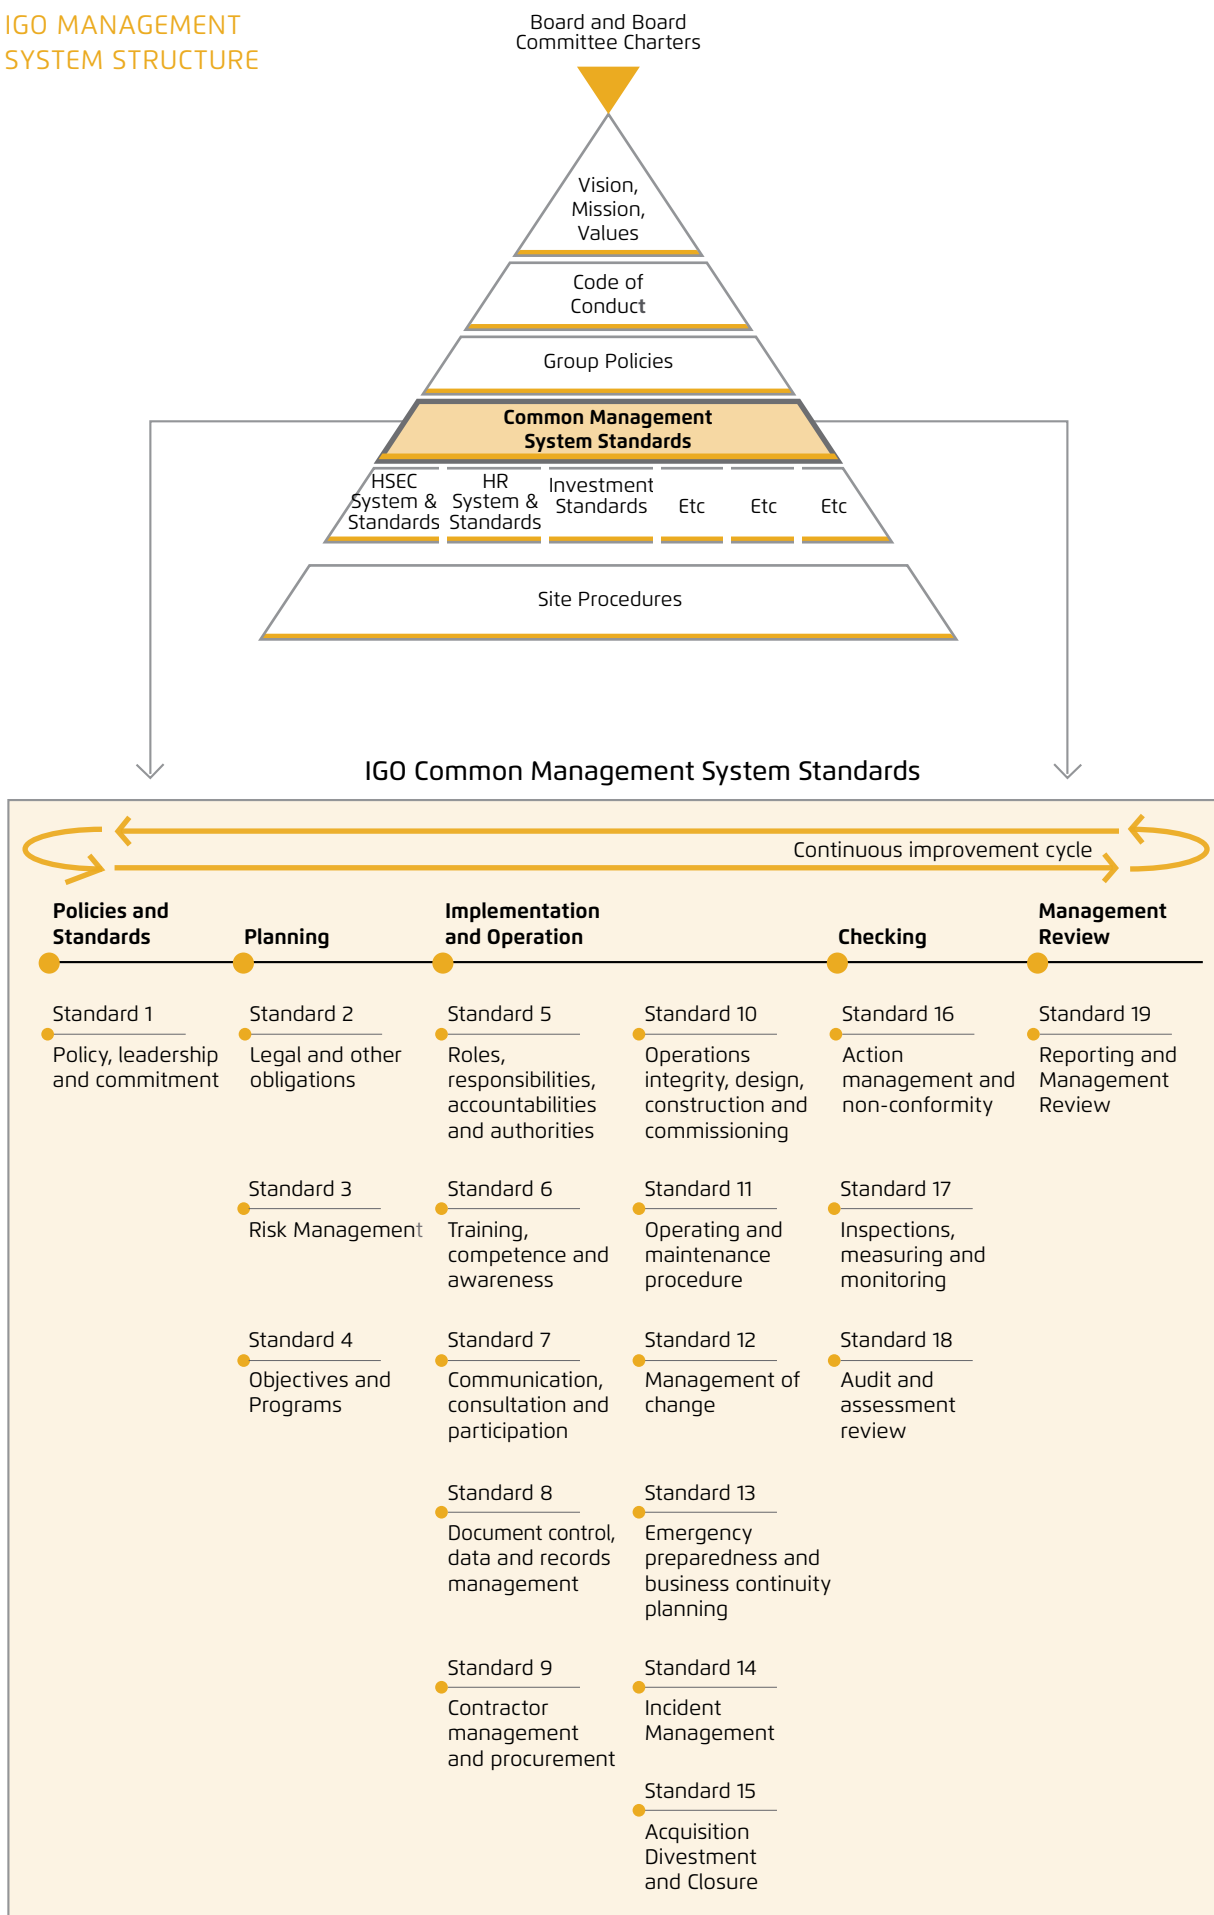 IGO MANAGEMENT
SYSTEM STRUCTURE
Board and Board
Committee Charters
Vision,
Mission,
Values
Code of
Conduct
Group Policies
Common Management
System Standards
HSEC
System &
Standards
HR
System &
Standards
Investment
Standards
Etc
Etc
Etc
Site Procedures
IGO Common Management System Standards
Continuous improvement cycle
Policies and
Standards
Planning
Implementation
and Operation
Checking
Management
Review
Standard 1
Policy, leadership
and commitment
Standard 2
Legal and other
obligations
Standard 3
Risk Management
Standard 4
Objectives and
Programs
Standard 5
Roles,
responsibilities,
accountabilities
and authorities
Standard 6
Training,
competence and
awareness
Standard 7
Communication,
consultation and
participation
Standard 8
Document control,
data and records
management
Standard 9
Contractor
management
and procurement
Standard 10
Operations
integrity, design,
construction and
commissioning
Standard 11
Operating and
maintenance
procedure
Standard 12
Management of
change
Standard 13
Emergency
preparedness and
business continuity
planning
Standard 14
Incident
Management
Standard 15
Acquisition
Divestment
and Closure
Standard 16
Action
management and
non-conformity
Standard 17
Inspections,
measuring and
monitoring
Standard 18
Audit and
assessment
review
Standard 19
Reporting and
Management
Review